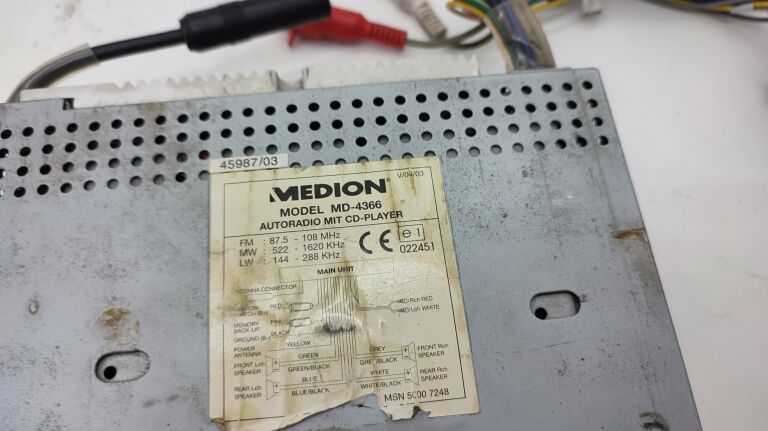 45987/03
V/04/03
MEDION®
MODEL MD-4366
AUTORADIO MIT CD-PLAYER
FM : 87.5 - 108 MHz
MW : 522 - 1620 KHz
LW : 144 - 288 KHz
CE e 1
022451
MAIN UNIT
CONNECTOR
RED
Rch RED
Lch WHITE
MEMORY
BACK-UP
GROUND (B-)
BLACK
POWER
ANTENNA
YELLOW
FRONT Lch
SPEAKER
GREEN
GREEN/BLACK
GREY
GREY/BLACK
FRONT Rch
SPEAKER
REAR Lch
SPEAKER
BLUE
BLUE/BLACK
WHITE
WHITE/BLACK
REAR Rch
SPEAKER
MSN 5000 7248